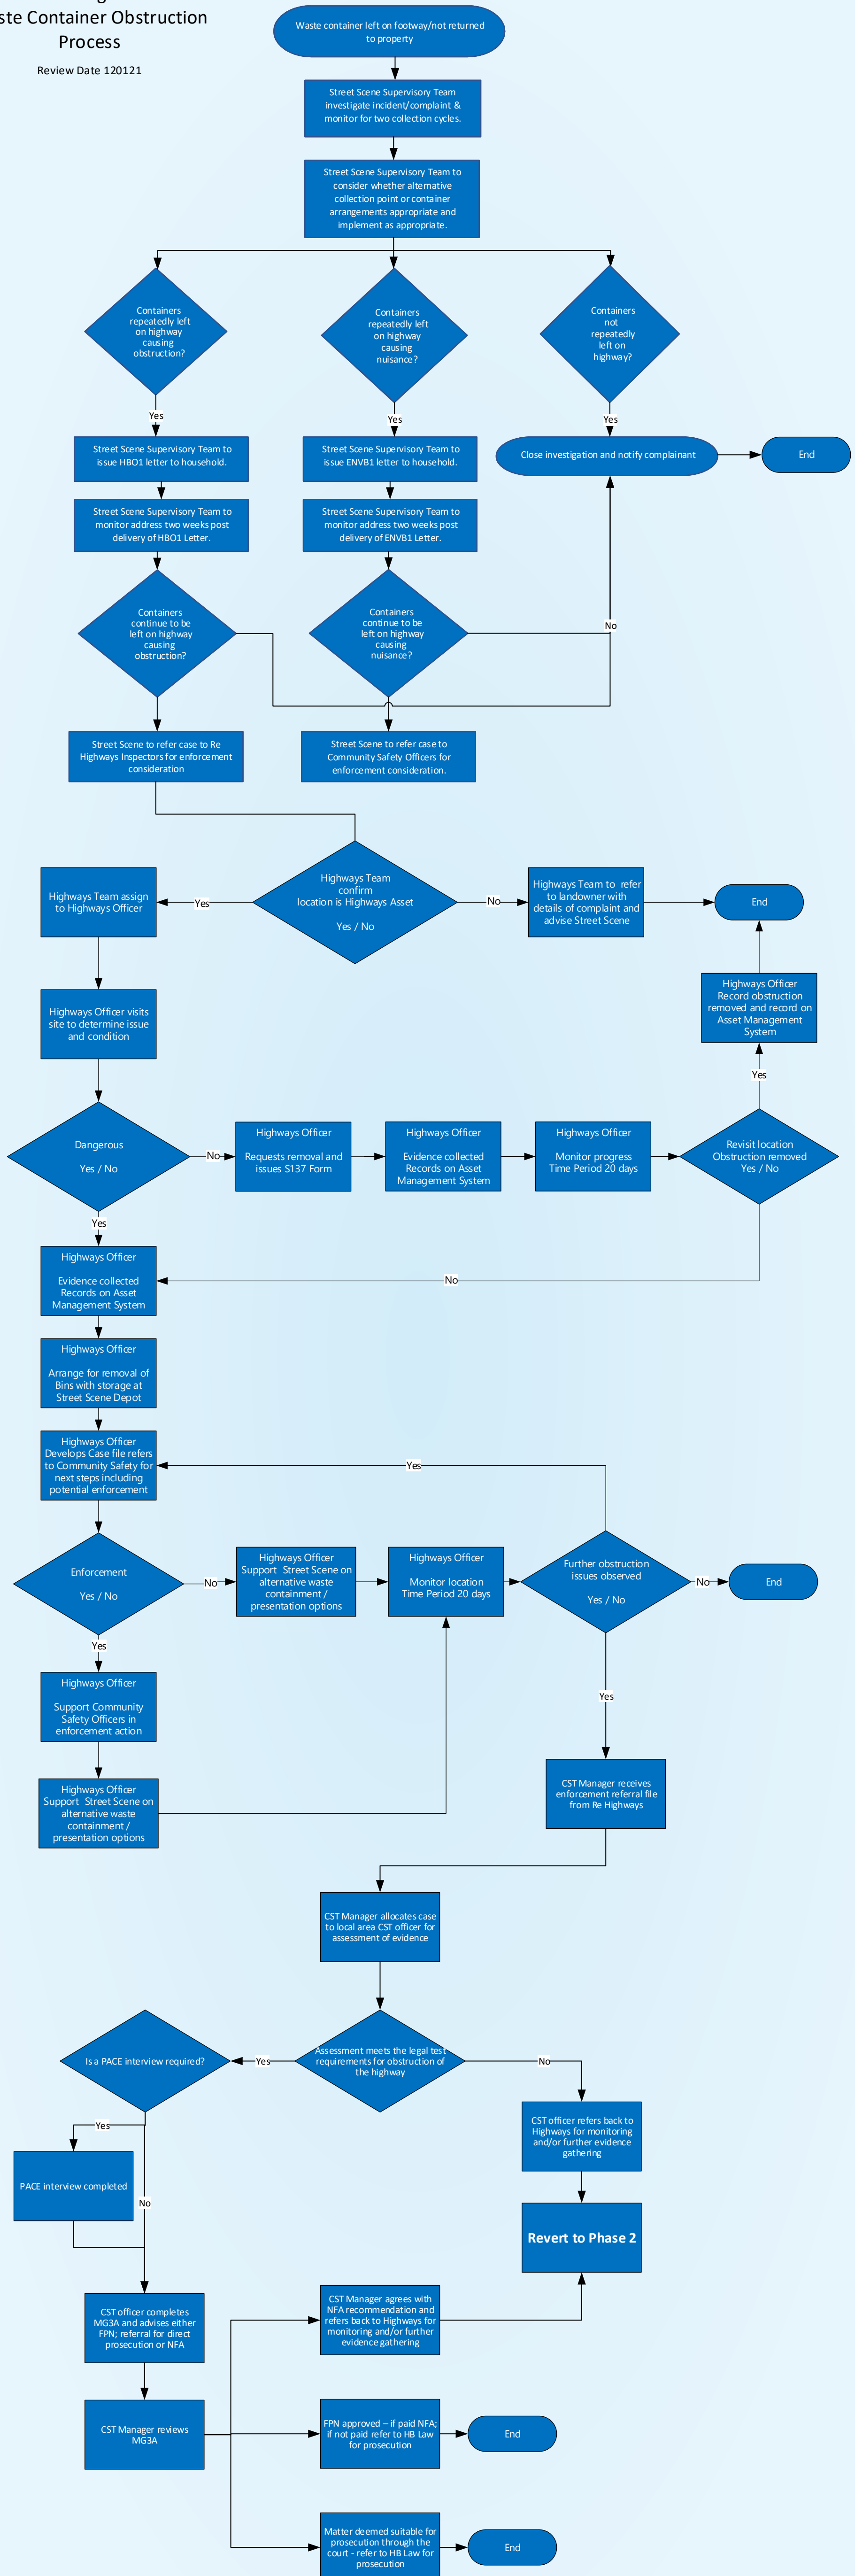 ste Container Obstruction
Process
Review Date 120121
Waste container left on footway/not returned
to property
Street Scene Supervisory Team
investigate incident/complaint &
monitor for two collection cycles.
Street Scene Supervisory Team to
consider whether alternative
collection point or container
arrangements appropriate and
implement as appropriate.
Containers
repeatedly left
on highway
causing
obstruction?
Containers
repeatedly left
on highway
causing
nuisance?
Containers
not
repeatedly
left on
highway?
Yes
Yes
Yes
Street Scene Supervisory Team to
issue HBO1 letter to household.
Street Scene Supervisory Team to
issue ENVB1 letter to household.
Close investigation and notify complainant
End
Street Scene Supervisory Team to
monitor address two weeks post
delivery of HBO1 Letter.
Street Scene Supervisory Team to
monitor address two weeks post
delivery of ENVB1 Letter.
Containers
continue to be
left on highway
causing
obstruction?
Containers
continue to be
left on highway
causing
nuisance?
No
Street Scene to refer case to Re
Highways Inspectors for enforcement
consideration
Street Scene to refer case to
Community Safety Officers for
enforcement consideration.
Highways Team
confirm
location is Highways Asset
Yes / No
Yes
Highways Team assign
to Highways Officer
No
Highways Team to refer
to landowner with
details of complaint and
advise Street Scene
End
Highways Officer
Record obstruction
removed and record on
Asset Management
System
Highways Officer visits
site to determine issue
and condition
Yes
Dangerous
Yes / No
No
Highways Officer
Requests removal and
issues S137 Form
Highways Officer
Evidence collected
Records on Asset
Management System
Highways Officer
Monitor progress
Time Period 20 days
Revisit location
Obstruction removed
Yes / No
Yes
Highways Officer
Evidence collected
Records on Asset
Management System
No
Highways Officer
Arrange for removal of
Bins with storage at
Street Scene Depot
Highways Officer
Develops Case file refers
to Community Safety for
next steps including
potential enforcement
Yes
Enforcement
Yes / No
No
Highways Officer
Support Street Scene on
alternative waste
containment /
presentation options
Highways Officer
Monitor location
Time Period 20 days
Further obstruction
issues observed
Yes / No
No
End
Yes
Highways Officer
Support Community
Safety Officers in
enforcement action
Yes
Highways Officer
Support Street Scene on
alternative waste
containment /
presentation options
CST Manager receives
enforcement referral file
from Re Highways
CST Manager allocates case
to local area CST officer for
assessment of evidence
Is a PACE interview required?
Yes
Assessment meets the legal test
requirements for obstruction of
the highway
No
CST officer refers back to
Highways for monitoring
and/or further evidence
gathering
Yes
PACE interview completed
No
Revert to Phase 2
CST officer completes
MG3A and advises either
FPN; referral for direct
prosecution or NFA
CST Manager agrees with
NFA recommendation and
refers back to Highways for
monitoring and/or further
evidence gathering
CST Manager reviews
MG3A
FPN approved – if paid NFA;
if not paid refer to HB Law
for prosecution
End
Matter deemed suitable for
prosecution through the
court - refer to HB Law for
prosecution
End